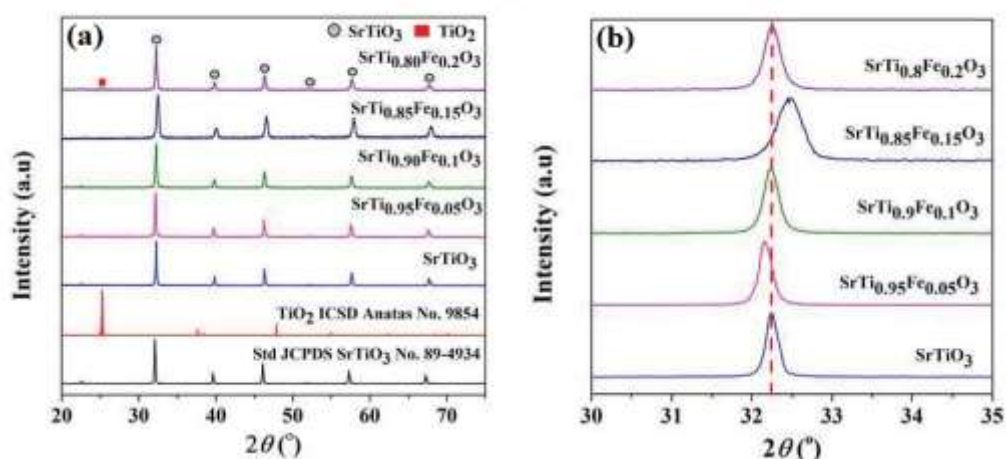 (a)
SrTiO3 TiO2
SrTi0.80Fe0.2O3
SrTi0.85Fe0.15O3
SrTi0.90Fe0.1O3
SrTi0.95Fe0.05O3
SrTiO3
TiO2 ICSD Anatas No. 9854
Std JCPDS SrTiO3 No. 89-4934
Intensity (a.u)
20 30 40 50 60 70
2θ (°)
(b)
SrTi0.8Fe0.2O3
SrTi0.85Fe0.15O3
SrTi0.9Fe0.1O3
SrTi0.95Fe0.05O3
SrTiO3
Intensity (a.u)
30 31 32 33 34 35
2θ (°)